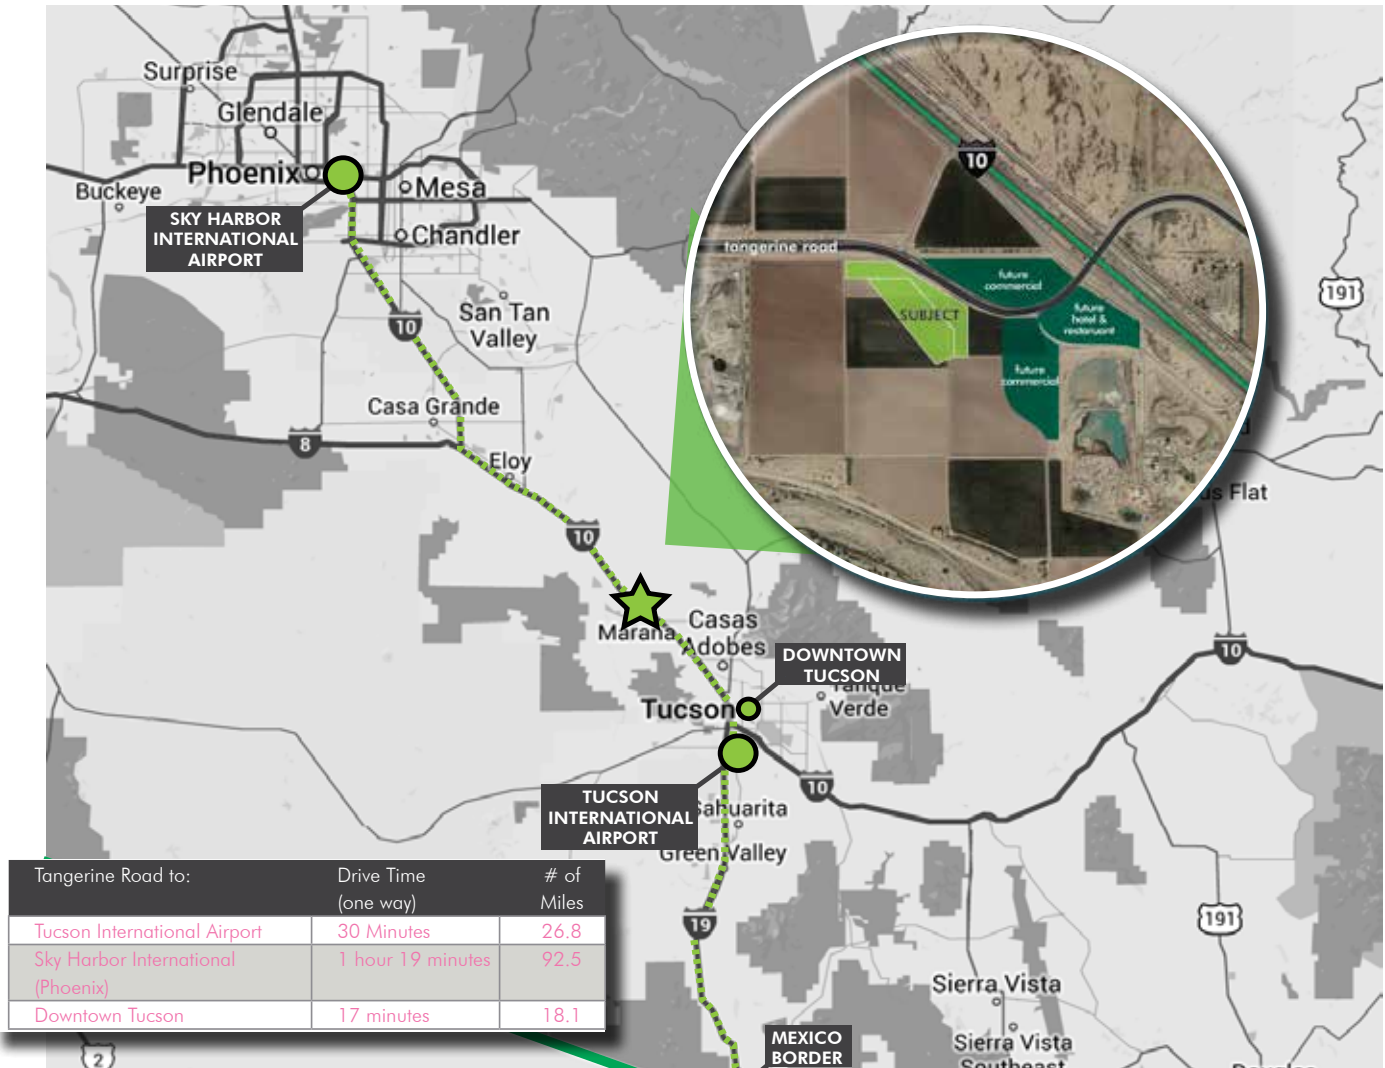 Surprise
Glendale
Phoenix
Mesa
Buckeye
SKY HARBOR
INTERNATIONAL
AIRPORT
Chandler
10
San Tan
Valley
Casa Grande
8
Eloy
10
10
tangerine road
future
commercial
SUBJECT
future
hotel &
restaruant
future
commercial
191
us Flat
Marana
Casas
Adobes
DOWNTOWN
TUCSON
Tanque
Verde
Tucson
10
10
TUCSON
INTERNATIONAL
AIRPORT
Sahuarita
Green Valley
19
191
Tangerine Road to:
Drive Time
(one way)
# of
Miles
Tucson International Airport
30 Minutes
26.8
Sky Harbor International
(Phoenix)
1 hour 19 minutes
92.5
Downtown Tucson
17 minutes
18.1
2
Sierra Vista
MEXICO
BORDER
Sierra Vista
Southeast
Douglas